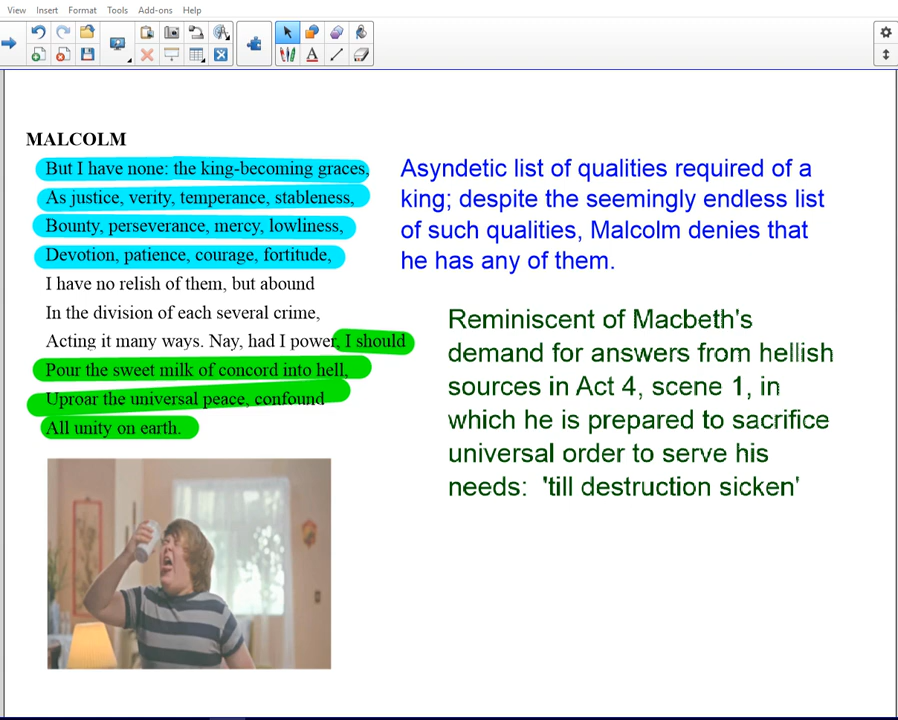 View Insert Format Tools Add-ons Help
MALCOLM
But I have none: the king-becoming graces,
As justice, verity, temperance, stableness,
Bounty, perseverance, mercy, lowliness,
Devotion, patience, courage, fortitude,
I have no relish of them, but abound
In the division of each several crime,
Acting it many ways. Nay, had I power, I should
Pour the sweet milk of concord into hell,
Uproar the universal peace, confound
All unity on earth.
Asyndetic list of qualities required of a
king; despite the seemingly endless list
of such qualities, Malcolm denies that
he has any of them.
Reminiscent of Macbeth's
demand for answers from hellish
sources in Act 4, scene 1, in
which he is prepared to sacrifice
universal order to serve his
needs: 'till destruction sicken'